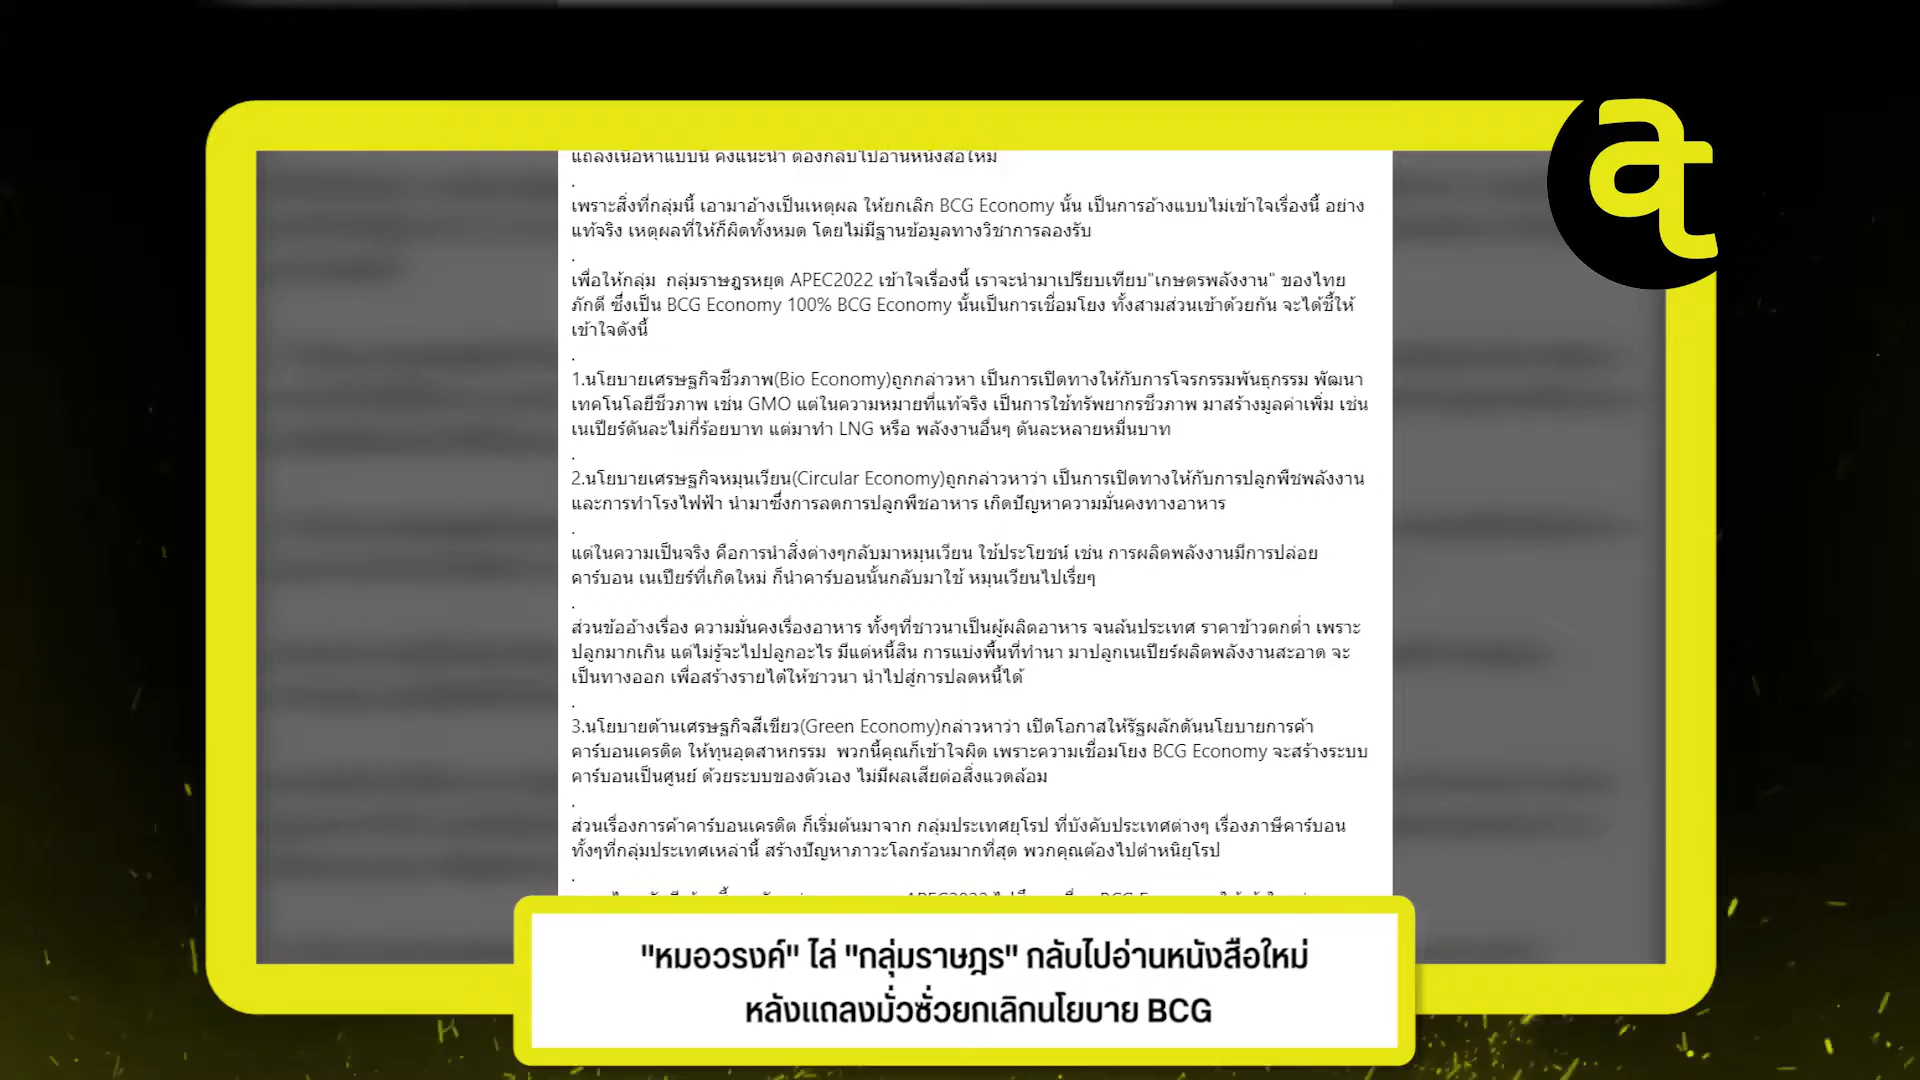 แถลงเนื้อหาแบบนี้ คงแนะนำ ต้องกลับไปอ่านหนังสือใหม่
.
เพราะสิ่งที่กลุ่มนี้ เอามาอ้างเป็นเหตุผล ให้ยกเลิก BCG Economy นั้น เป็นการอ้างแบบไม่เข้าใจเรื่องนี้ อย่าง
แท้จริง เหตุผลที่ให้ก็ผิดทั้งหมด โดยไม่มีฐานข้อมูลทางวิชาการลองรับ
.
เพื่อให้กลุ่ม กลุ่มราษฎรหยุด APEC2022 เข้าใจเรื่องนี้ เราจะนำมาเปรียบเทียบ"เกษตรพลังงาน" ของไทย
ภักดี ซึ่งเป็น BCG Economy 100% BCG Economy นั้นเป็นการเชื่อมโยง ทั้งสามส่วนเข้าด้วยกัน จะได้ชี้ให้
เข้าใจดังนี้
.
1.นโยบายเศรษฐกิจชีวภาพ(Bio Economy)ถูกกล่าวหา เป็นการเปิดทางให้กับการโจรกรรมพันธุกรรม พัฒนา
เทคโนโลยีชีวภาพ เช่น GMO แต่ในความหมายที่แท้จริง เป็นการใช้ทรัพยากรชีวภาพ มาสร้างมูลค่าเพิ่ม เช่น
เนเปียร์ตันละไม่กี่ร้อยบาท แต่มาทำ LNG หรือ พลังงานอื่นๆ ตันละหลายหมื่นบาท
.
2.นโยบายเศรษฐกิจหมุนเวียน(Circular Economy)ถูกกล่าวหาว่า เป็นการเปิดทางให้กับการปลูกพืชพลังงาน
และการทำโรงไฟฟ้า นำมาซึ่งการลดการปลูกพืชอาหาร เกิดปัญหาความมั่นคงทางอาหาร
.
แต่ในความเป็นจริง คือการนำสิ่งต่างๆกลับมาหมุนเวียน ใช้ประโยชน์ เช่น การผลิตพลังงานมีการปล่อย
คาร์บอน เนเปียร์ที่เกิดใหม่ ก็นำคาร์บอนนั้นกลับมาใช้ หมุนเวียนไปเรื่ยๆ
.
ส่วนข้ออ้างเรื่อง ความมั่นคงเรื่องอาหาร ทั้งๆที่ชาวนาเป็นผู้ผลิตอาหาร จนล้นประเทศ ราคาข้าวตกต่ำ เพราะ
ปลูกมากเกิน แต่ไม่รู้จะไปปลูกอะไร มีแต่หนี้สิน การแบ่งพื้นที่ทำนา มาปลูกเนเปียร์ผลิตพลังงานสะอาด จะ
เป็นทางออก เพื่อสร้างรายได้ให้ชาวนา นำไปสู่การปลดหนี้ได้
.
3.นโยบายด้านเศรษฐกิจสีเขียว(Green Economy)กล่าวหาว่า เปิดโอกาสให้รัฐผลักดันนโยบายการค้า
คาร์บอนเครดิต ให้ทุนอุตสาหกรรม พวกนี้คุณก็เข้าใจผิด เพราะความเชื่อมโยง BCG Economy จะสร้างระบบ
คาร์บอนเป็นศูนย์ ด้วยระบบของตัวเอง ไม่มีผลเสียต่อสิ่งแวดล้อม
.
ส่วนเรื่องการค้าคาร์บอนเครดิต ก็เริ่มต้นมาจาก กลุ่มประเทศยุโรป ที่บังคับประเทศต่างๆ เรื่องภาษีคาร์บอน
ทั้งๆที่กลุ่มประเทศเหล่านี้ สร้างปัญหาภาวะโลกร้อนมากที่สุด พวกคุณต้องไปตำหนิยุโรป
.
"หมอวรงค์" ไล่ "กลุ่มราษฎร" กลับไปอ่านหนังสือใหม่
หลังแถลงมั่วซั่วยกเลิกนโยบาย BCG